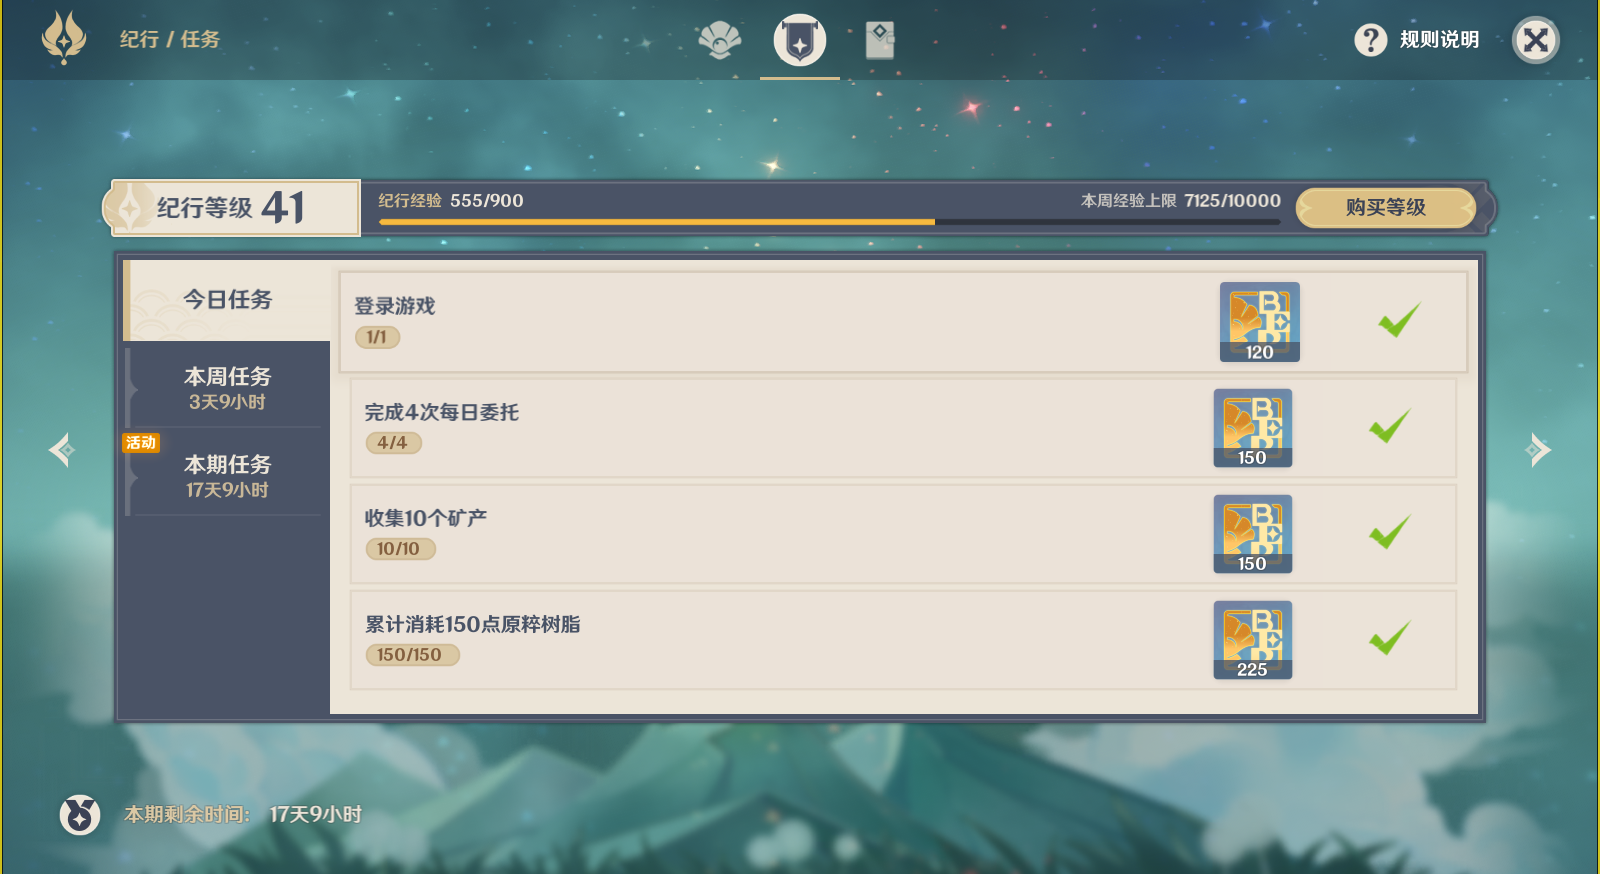 纪行 / 任务
规则说明
纪行等级 41
纪行经验 555/900
本周经验上限 7125/10000
购买等级
今日任务
本周任务
3天9小时
活动
本期任务
17天9小时
登录游戏
1/1
BEP
120
完成4次每日委托
4/4
BEP
150
收集10个矿产
10/10
BEP
150
累计消耗150点原粹树脂
150/150
BEP
225
本期剩余时间: 17天9小时